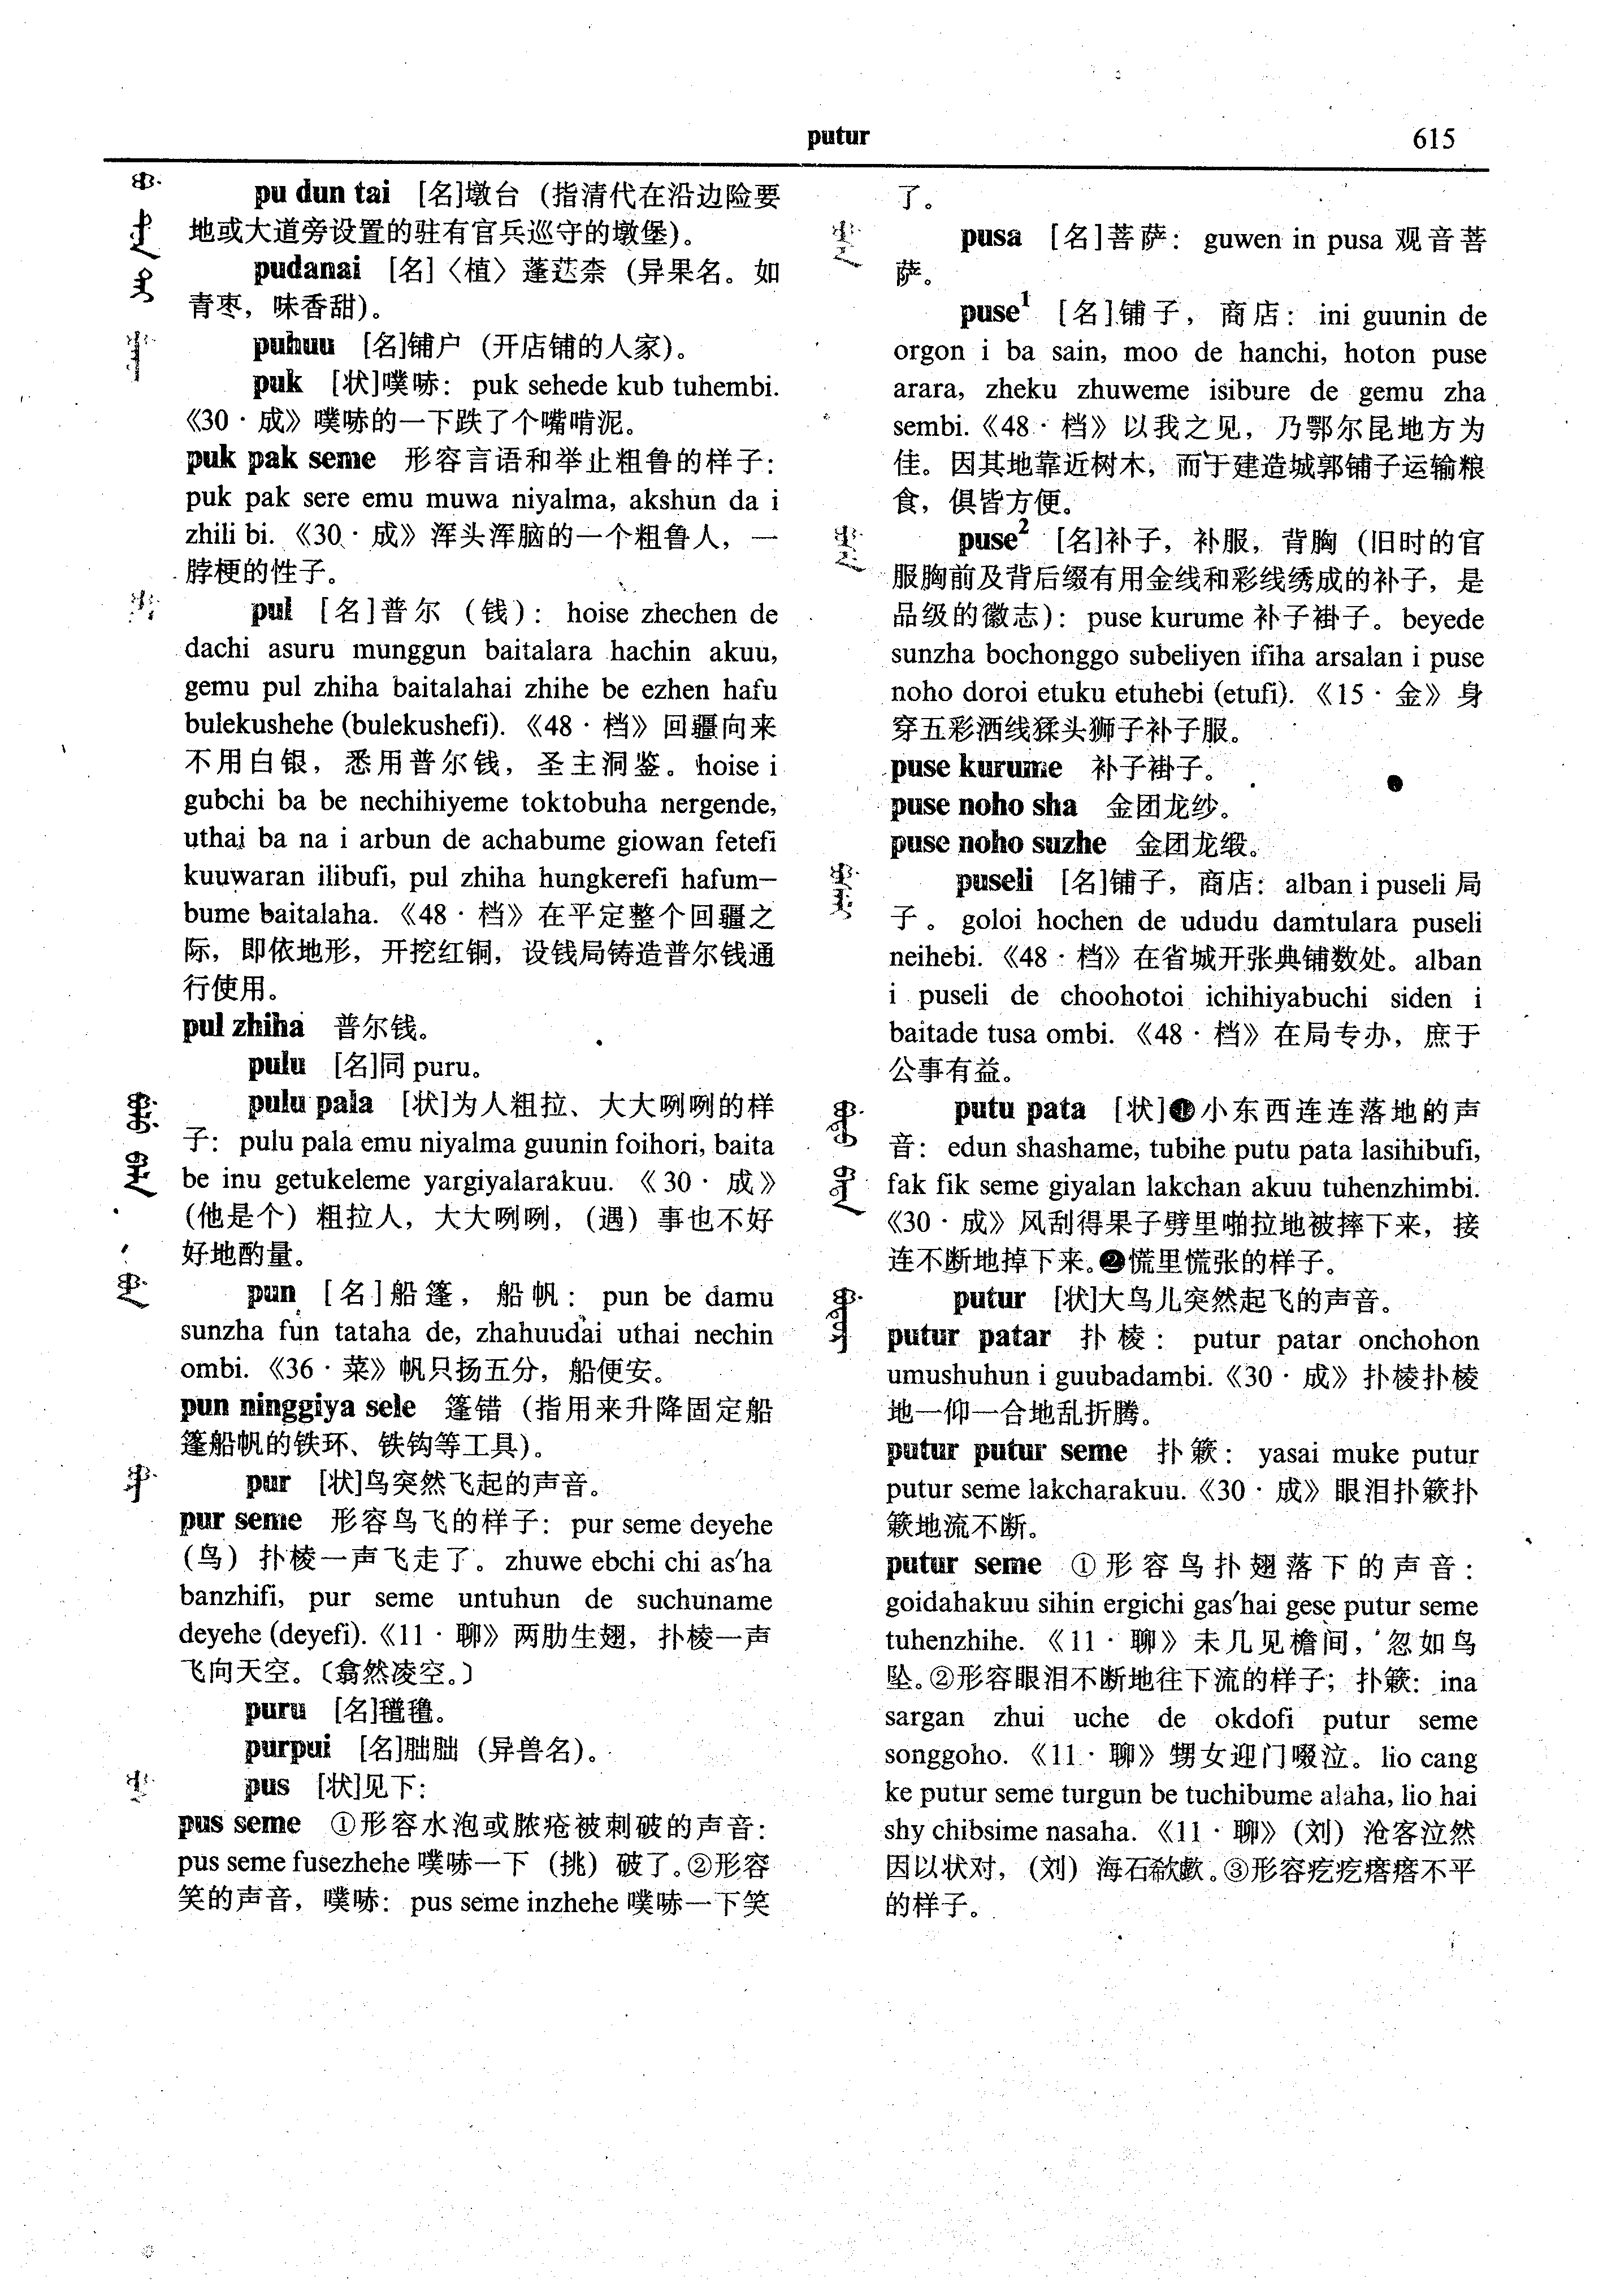 putur
615
pu dun tai [名]墩台（指清代在沿边险要
地或大道旁设置的驻有官兵巡守的墩堡）。
pudanai [名]〈植〉蓬荙柰（异果名。如
青枣，味香甜）。
puhuu [名]铺户（开店铺的人家）。
puk [状]噗哧：puk sehede kub tuhembi.
《30·成》噗哧的一下跌了个嘴啃泥。
puk pak seme 形容言语和举止粗鲁的样子：
puk pak sere emu muwa niyalma, akshun da i
zhili bi.《30·成》浑头浑脑的一个粗鲁人，一
脖梗的性子。
pul [名]普尔（钱）：hoise zhechen de
dachi asuru munggun baitalara hachin akuu,
gemu pul zhiha baitalahai zhihe be ezhen hafu
bulekushehe (bulekushefi).《48·档》回疆向来
不用白银，悉用普尔钱，圣主洞鉴。hoise i
gubchi ba be nechihiyeme toktobuha nergende,
uthai ba na i arbun de achabume giowan fetefi
kuuwaran ilibufi, pul zhiha hungkerefi hafum-
bume baitalaha.《48·档》在平定整个回疆之
际，即依地形，开挖红铜，设钱局铸造普尔钱通
行使用。
pul zhiha 普尔钱。
pulu [名]同 puru。
pulu pala [状]为人粗拉、大大咧咧的样
子：pulu pala emu niyalma guunin foihori, baita
be inu getukeleme yargiyalarakuu.《30·成》
（他是个）粗拉人，大大咧咧，（遇）事也不好
好地酌量。
pun [名]船篷，船帆：pun be damu
sunzha fun tataha de, zhahuudai uthai nechin
ombi.《36·菜》帆只扬五分，船便安。
pun ninggiya sele 篷错（指用来升降固定船
篷船帆的铁环、铁钩等工具）。
pur [状]鸟突然飞起的声音。
pur seme 形容鸟飞的样子：pur seme deyehe
（鸟）扑棱一声飞走了。zhuwe ebchi chi as'ha
banzhifi, pur seme untuhun de suchuname
deyehe (deyefi).《11·聊》两肋生翅，扑棱一声
飞向天空。〔翕然凌空。〕
puru [名]氆氇。
purpui [名]胐胐（异兽名）。
pus [状]见下：
pus seme ①形容水泡或脓疮被刺破的声音：
pus seme fusezhehe 噗哧一下（挑）破了。②形容
笑的声音，噗哧：pus seme inzhehe 噗哧一下笑
了。
pusa [名]菩萨：guwen in pusa 观音菩
萨。
puse¹ [名]铺子，商店：ini guunin de
orgon i ba sain, moo de hanchi, hoton puse
arara, zheku zhuweme isibure de gemu zha
sembi.《48·档》以我之见，乃鄂尔昆地方为
佳。因其地靠近树木，而于建造城郭铺子运输粮
食，俱皆方便。
puse² [名]补子，补服，背胸（旧时的官
服胸前及背后缀有用金线和彩线绣成的补子，是
品级的徽志）：puse kurume 补子褂子。beyede
sunzha bochonggo subeliyen ifiha arsalan i puse
noho doroi etuku etuhebi (etufi).《15·金》身
穿五彩洒线猱头狮子补子服。
puse kurume 补子褂子。
puse noho sha 金团龙纱。
puse noho suzhe 金团龙缎。
puseli [名]铺子，商店：alban i puseli 局
子。goloi hochen de ududu damtulara puseli
neihebi.《48·档》在省城开张典铺数处。alban
i puseli de choohotoi ichihiyabuchi siden i
baitade tusa ombi.《48·档》在局专办，庶于
公事有益。
putu pata [状]❶小东西连连落地的声
音：edun shashame, tubihe putu pata lasihibufi,
fak fik seme giyalan lakchan akuu tuhenzhimbi.
《30·成》风刮得果子劈里啪拉地被摔下来，接
连不断地掉下来。❷慌里慌张的样子。
putur [状]大鸟儿突然起飞的声音。
putur patar 扑棱：putur patar onchohon
umushuhun i guubadambi.《30·成》扑棱扑棱
地一仰一合地乱折腾。
putur putur seme 扑簌：yasai muke putur
putur seme lakcharakuu.《30·成》眼泪扑簌扑
簌地流不断。
putur seme ①形容鸟扑翅落下的声音：
goidahakuu sihin ergichi gas'hai gese putur seme
tuhenzhihe.《11·聊》未几见檐间，忽如鸟
坠。②形容眼泪不断地往下流的样子；扑簌：ina
sargan zhui uche de okdofi putur seme
songgoho.《11·聊》甥女迎门啜泣。lio cang
ke putur seme turgun be tuchibume alaha, lio hai
shy chibsime nasaha.《11·聊》（刘）沧客泣然
因以状对，（刘）海石欷歔。③形容疙疙瘩瘩不平
的样子。